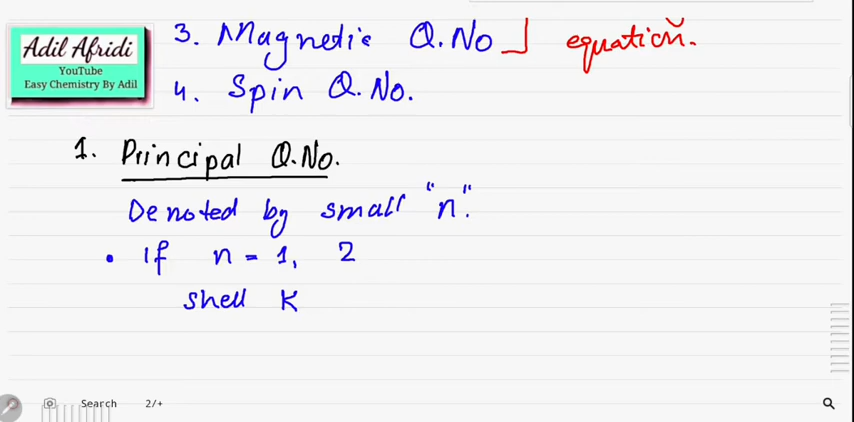 3. Magnetic Q.No equation.
Adil Afridi
YouTube
Easy Chemistry By Adil
4. Spin Q.No.
1. Principal Q.No.
Denoted by small "n".
• If n = 1, 2
shell K
Search 2/+